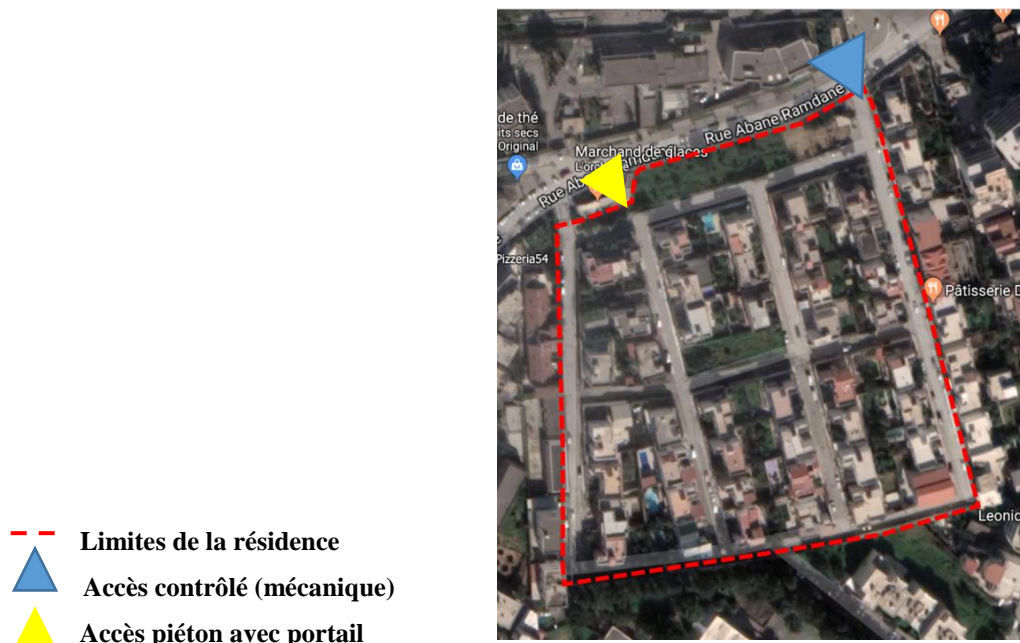 de thé
its secs
Original
Marchand de glaces
Rue Abane Ramdane
Rue
Pizzeria54
Pâtisserie D
Leonic
Limites de la résidence
Accès contrôlé (mécanique)
Accès piéton avec portail